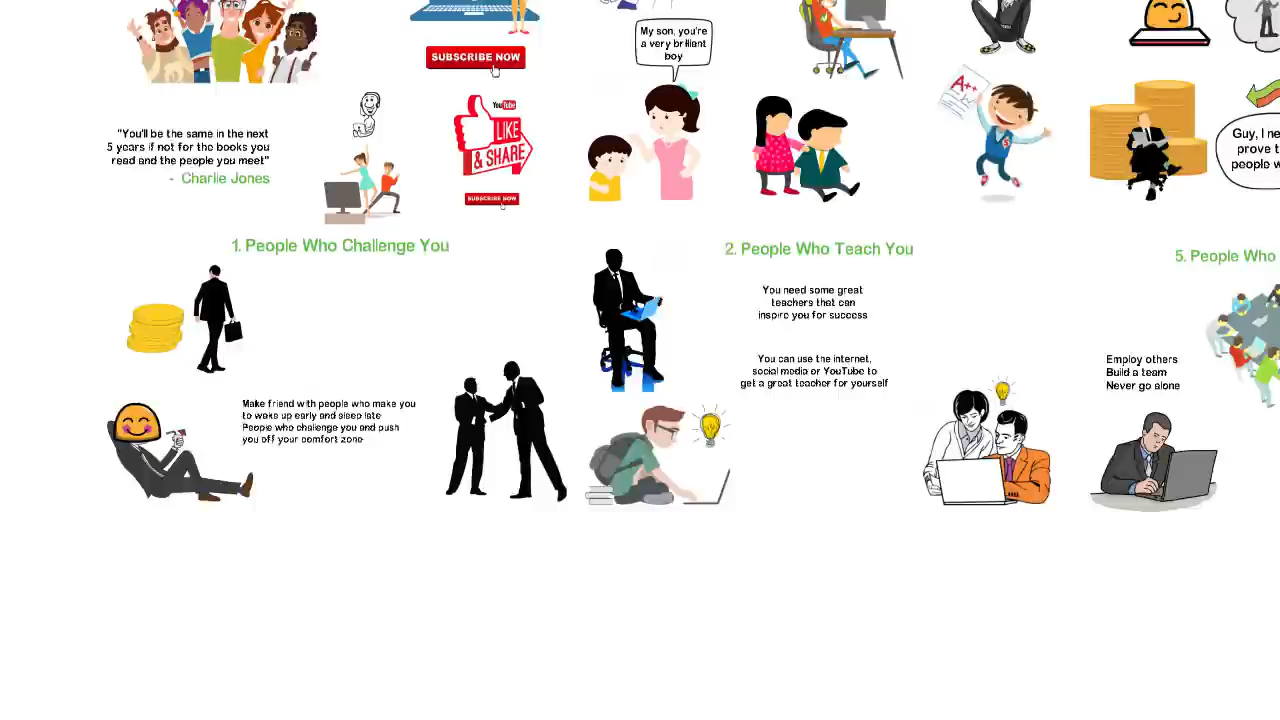 SUBSCRIBE NOW
My son, you're
a very brilliant
boy
A++
"You'll be the same in the next
5 years if not for the books you
read and the people you meet"
- Charlie Jones
YouTube
LIKE
& SHARE
SUBSCRIBE NOW
S
Guy, I ne
prove t
people w
1. People Who Challenge You
Make friend with people who make you
to wake up early and sleep late
People who challenge you and push
you off your comfort zone
2. People Who Teach You
You need some great
teachers that can
inspire you for success
You can use the internet,
social media or YouTube to
get a great teacher for yourself
5. People Who
Employ others
Build a team
Never go alone